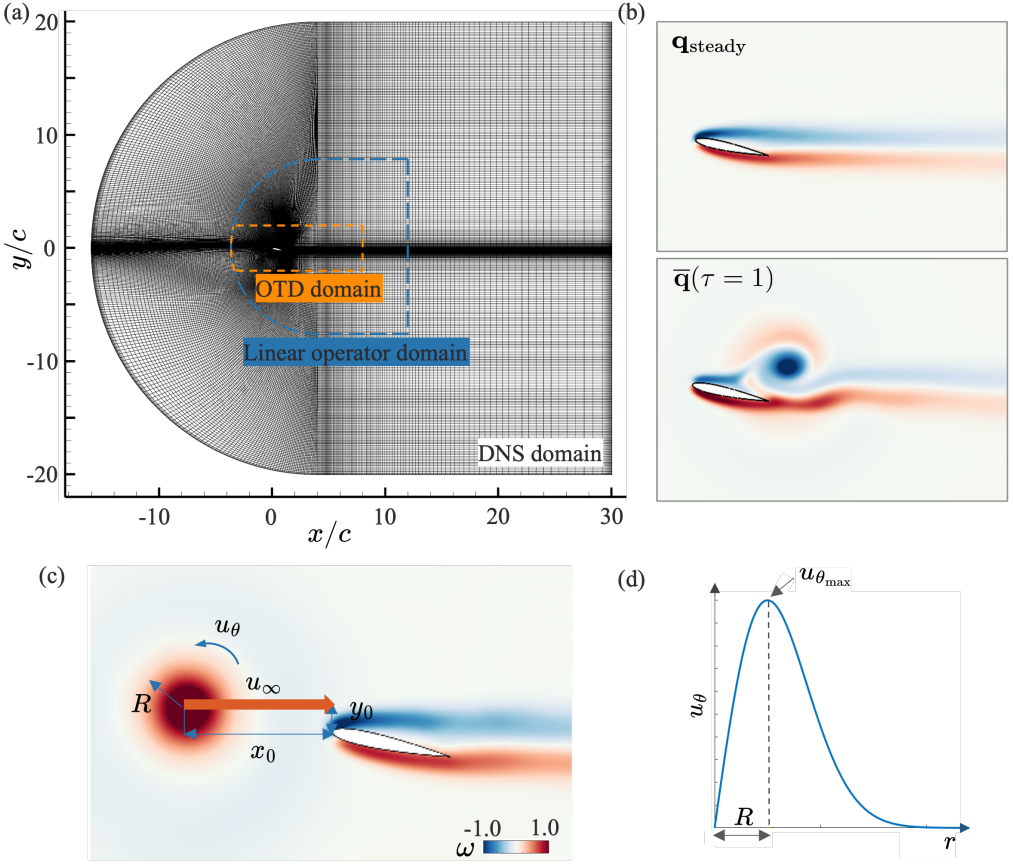 (a)
20
10
0
-10
-20
y/c
-10
0
10
20
30
x/c
OTD domain
Linear operator domain
DNS domain
(b)
q_steady
q̅(τ = 1)
(c)
u_θ
u_∞
R
y_0
x_0
-1.0
1.0
ω
(d)
u_θ_max
u_θ
R
r